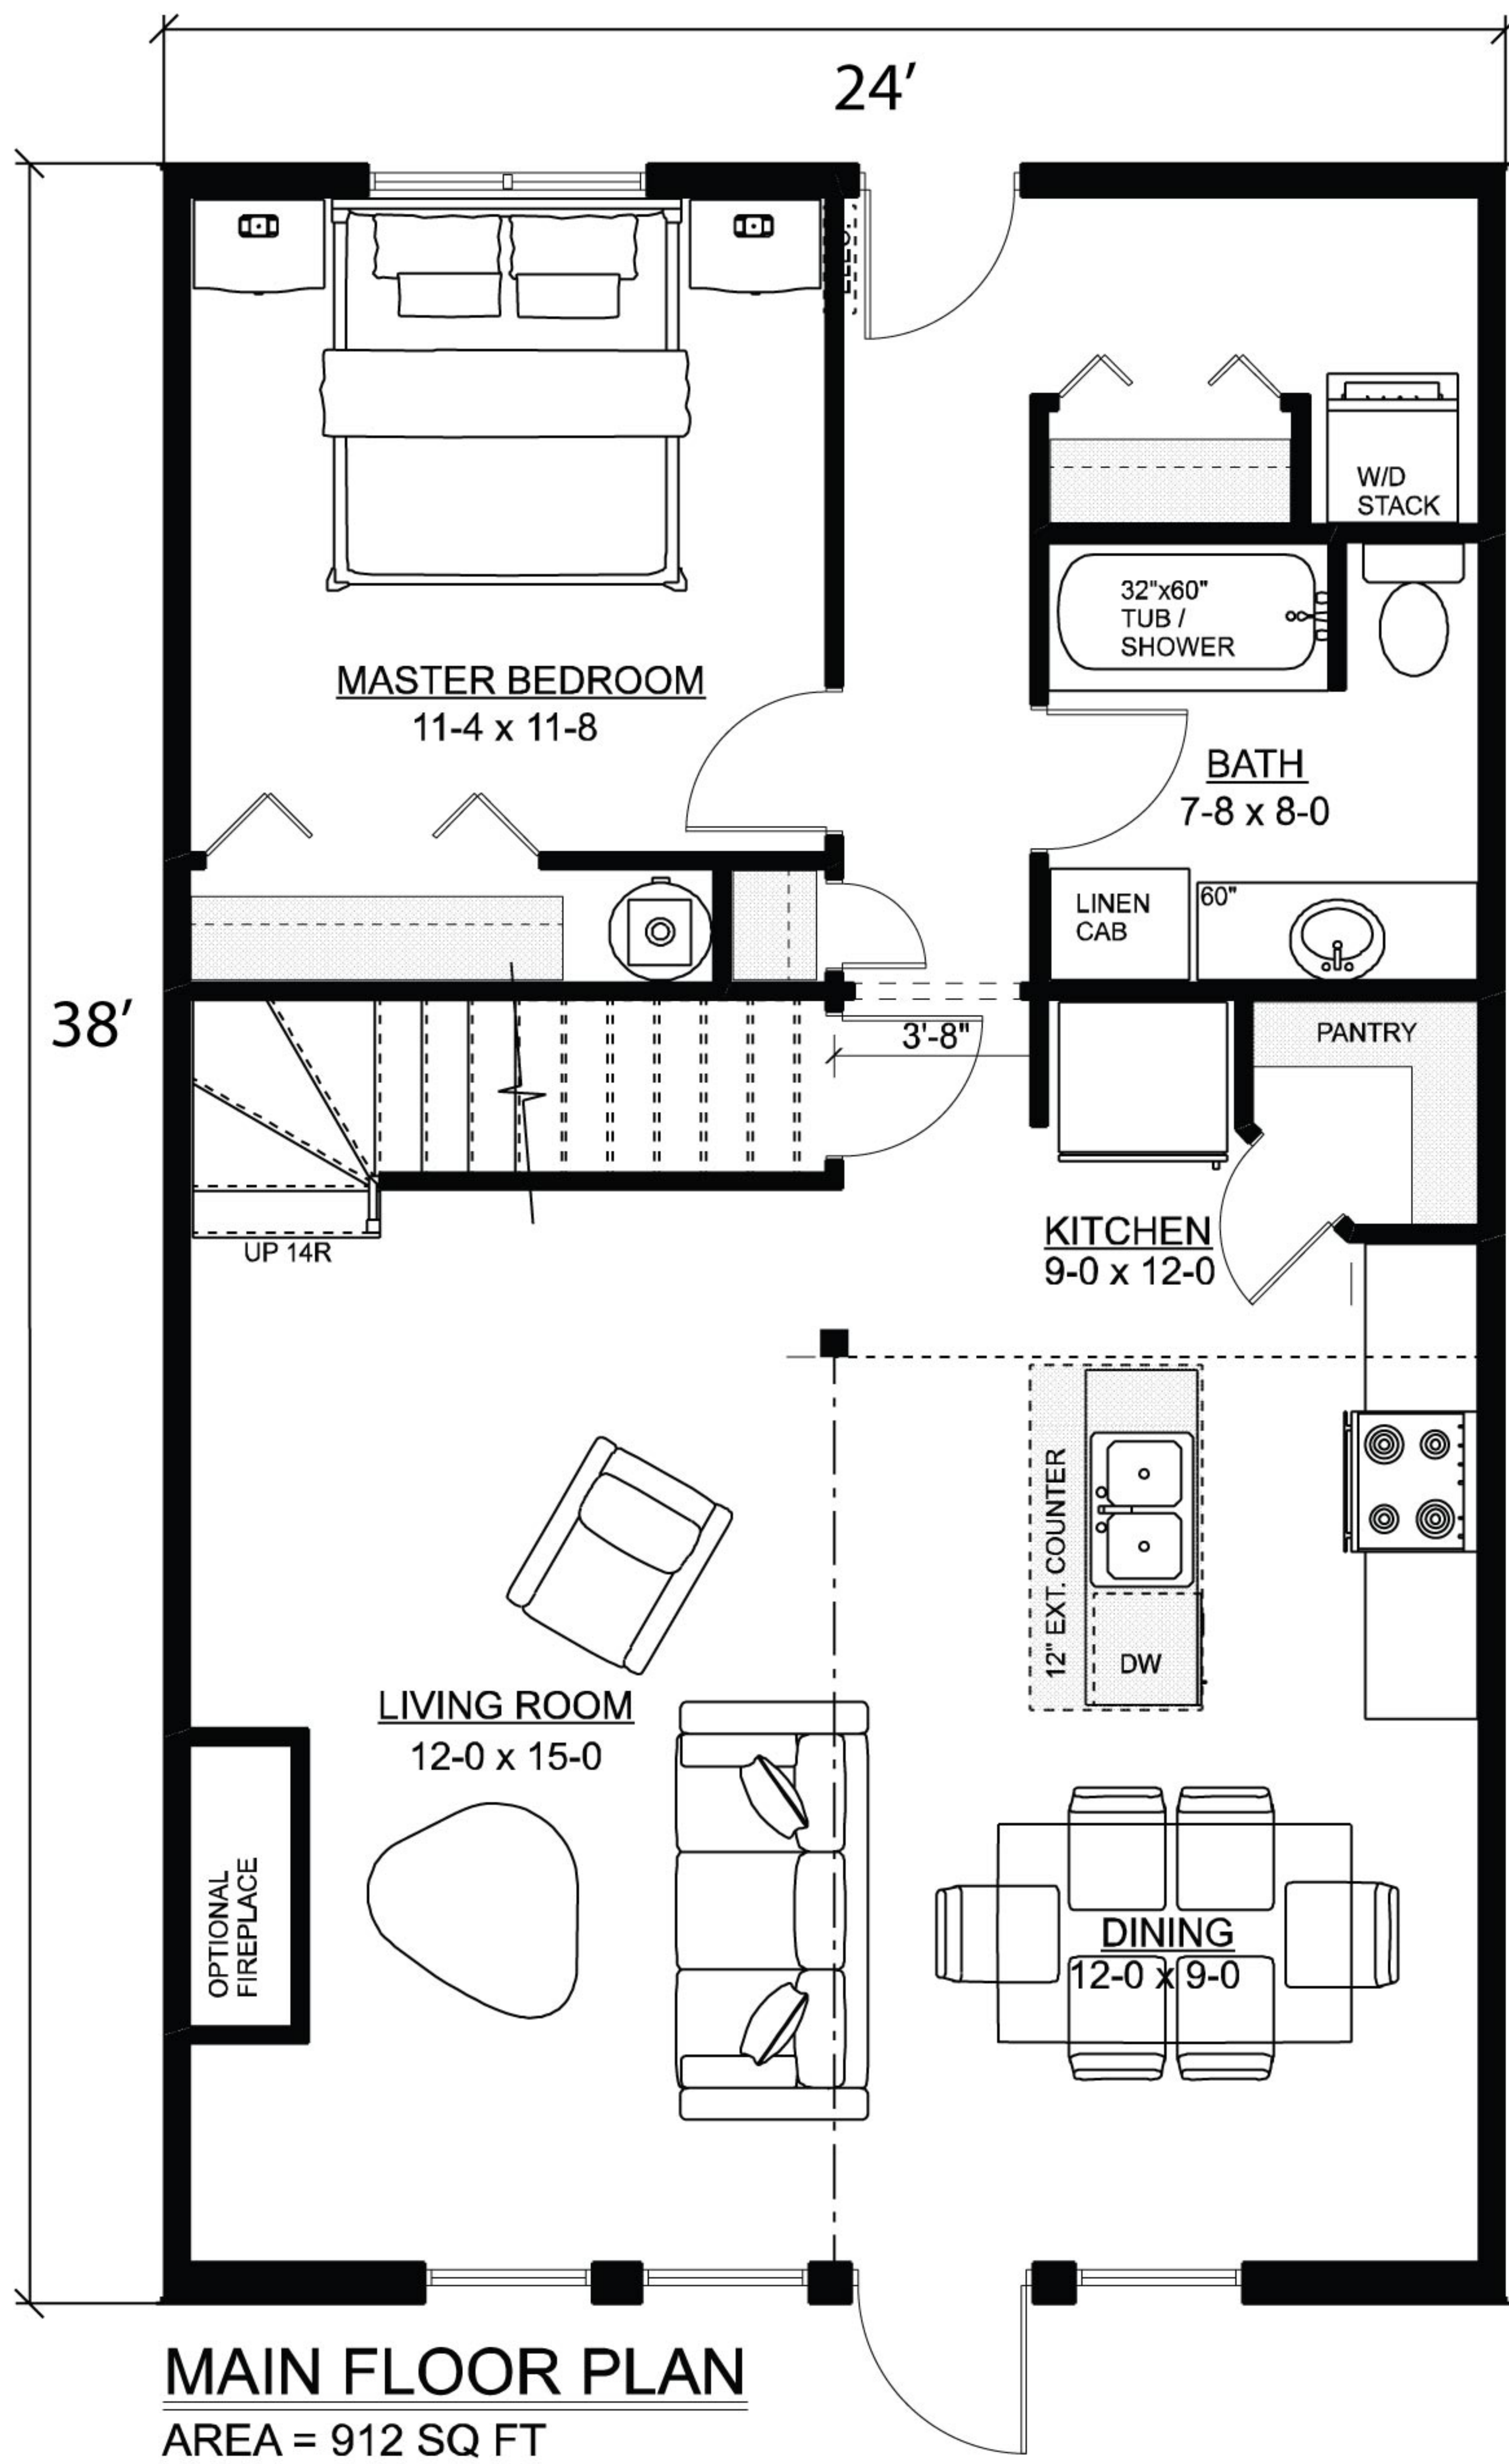 24'
W/D
STACK
32"x60"
TUB /
SHOWER
MASTER BEDROOM
11-4 x 11-8
BATH
7-8 x 8-0
LINEN
CAB
60"
38'
3'-8"
PANTRY
UP 14R
KITCHEN
9-0 x 12-0
12" EXT. COUNTER
DW
LIVING ROOM
12-0 x 15-0
OPTIONAL
FIREPLACE
DINING
12-0 x 9-0
MAIN FLOOR PLAN
AREA = 912 SQ FT